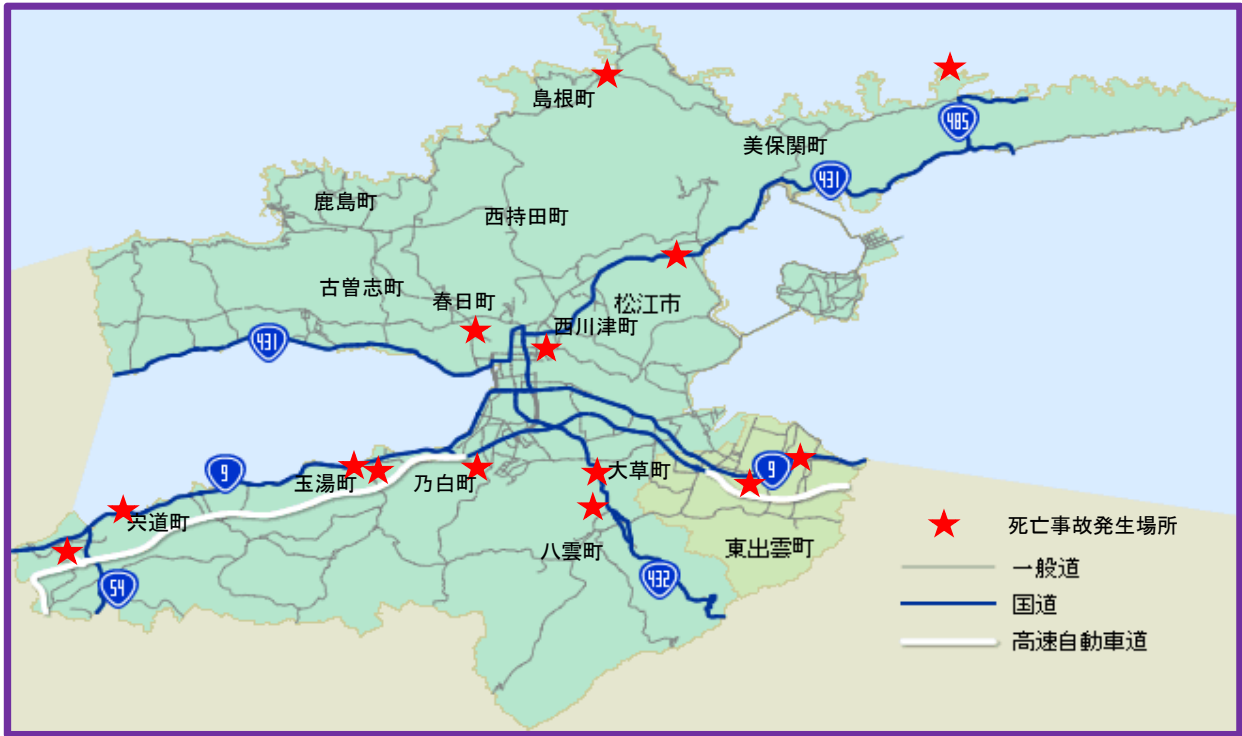 島根町
485
美保関町
431
鹿島町
西持田町
古曽志町
春日町
松江市
西川津町
431
9
玉湯町
乃白町
大草町
9
宍道町
死亡事故発生場所
八雲町
東出雲町
一般道
432
54
国道
高速自動車道